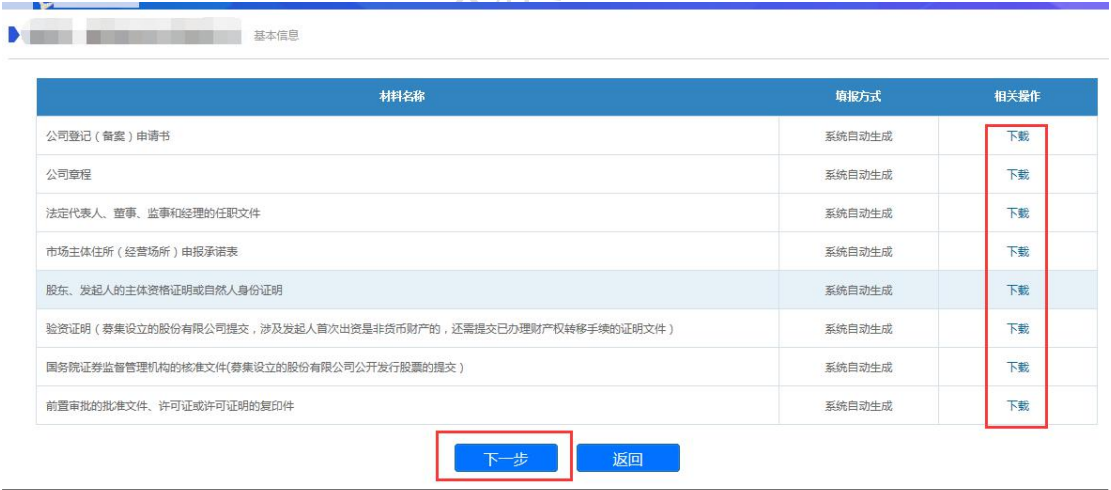 基本信息
材料名称 填报方式 相关操作
公司登记（备案）申请书 系统自动生成 下载
公司章程 系统自动生成 下载
法定代表人、董事、监事和经理的任职文件 系统自动生成 下载
市场主体住所（经营场所）申报承诺表 系统自动生成 下载
股东、发起人的主体资格证明或自然人身份证明 系统自动生成 下载
验资证明（募集设立的股份有限公司提交，涉及发起人首次出资是非货币财产的，还需提交已办理财产权转移手续的证明文件） 系统自动生成 下载
国务院证券监督管理机构的核准文件(募集设立的股份有限公司公开发行股票的提交） 系统自动生成 下载
前置审批的批准文件、许可证或许可证明的复印件 系统自动生成 下载
下一步 返回